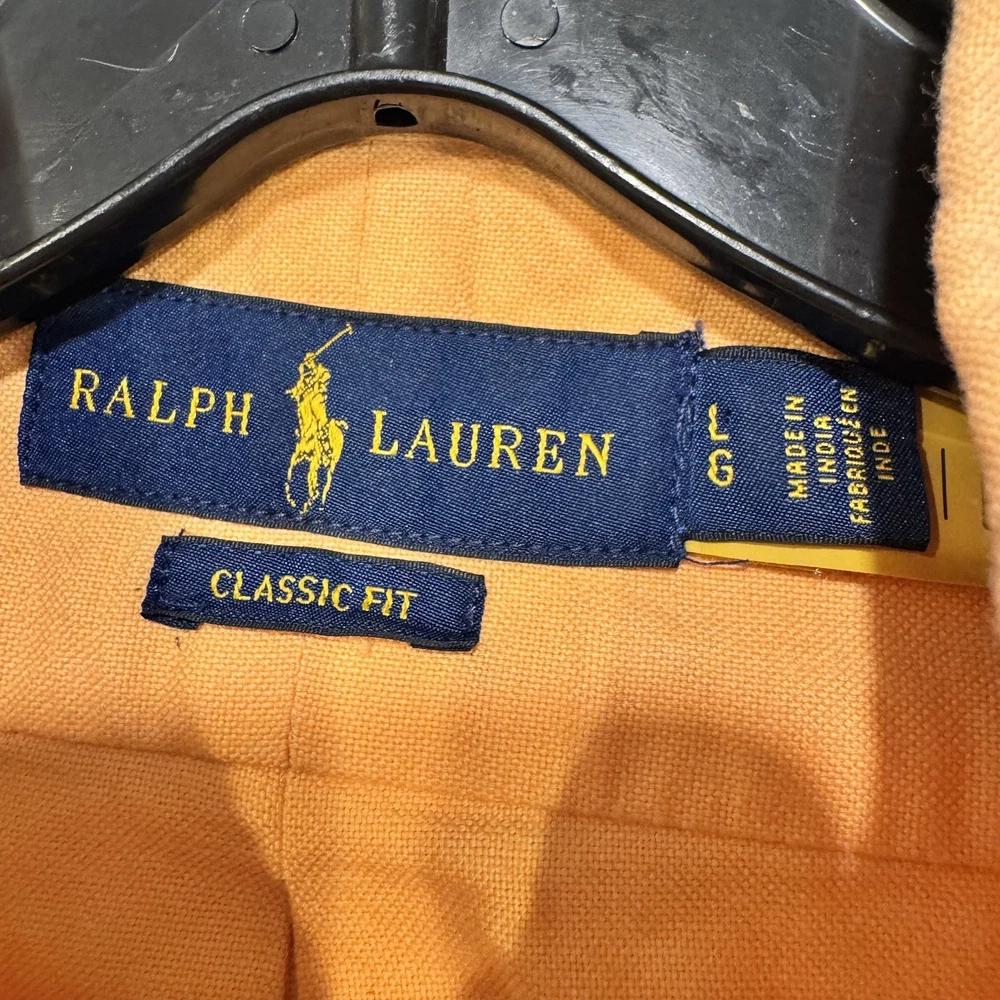 RALPH LAUREN
L
G
MADE IN
INDIA
FABRIQUÉ EN
INDE
CLASSIC FIT